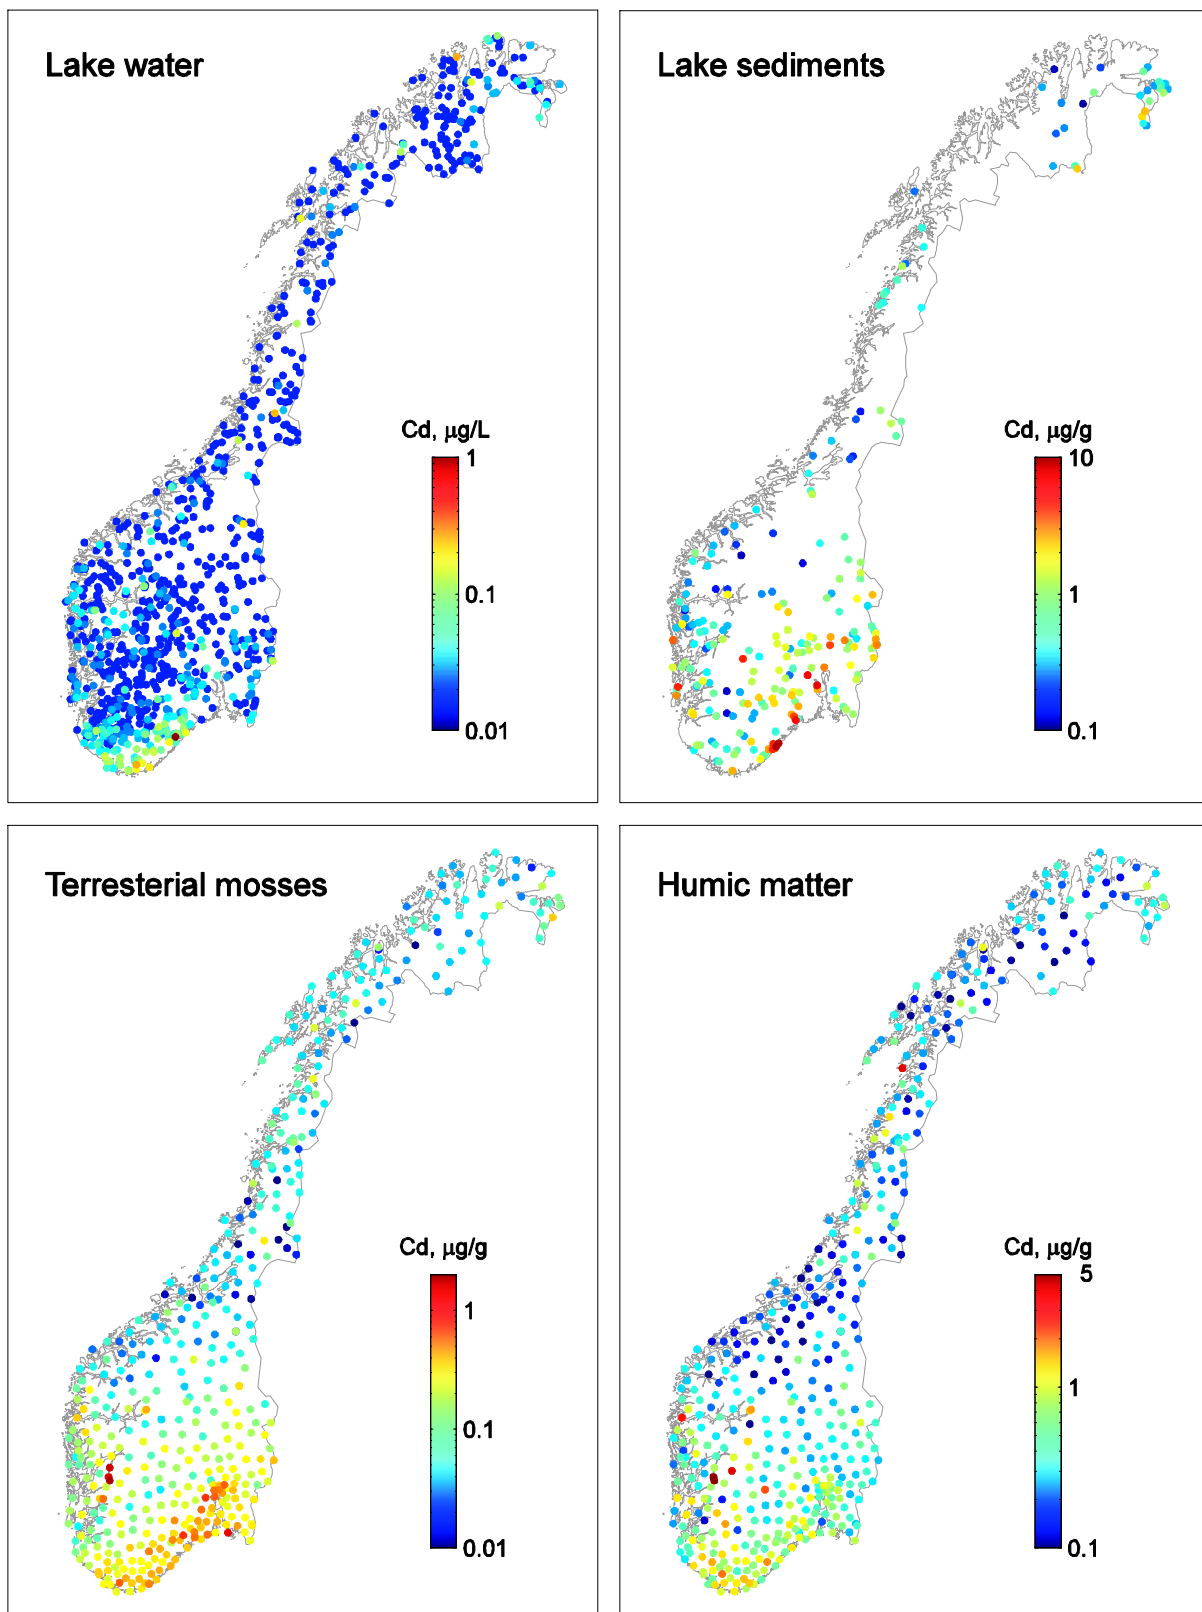 Lake water
Cd, µg/L
1
0.1
0.01
Lake sediments
Cd, µg/g
10
1
0.1
Terresterial mosses
Cd, µg/g
1
0.1
0.01
Humic matter
Cd, µg/g
5
1
0.1